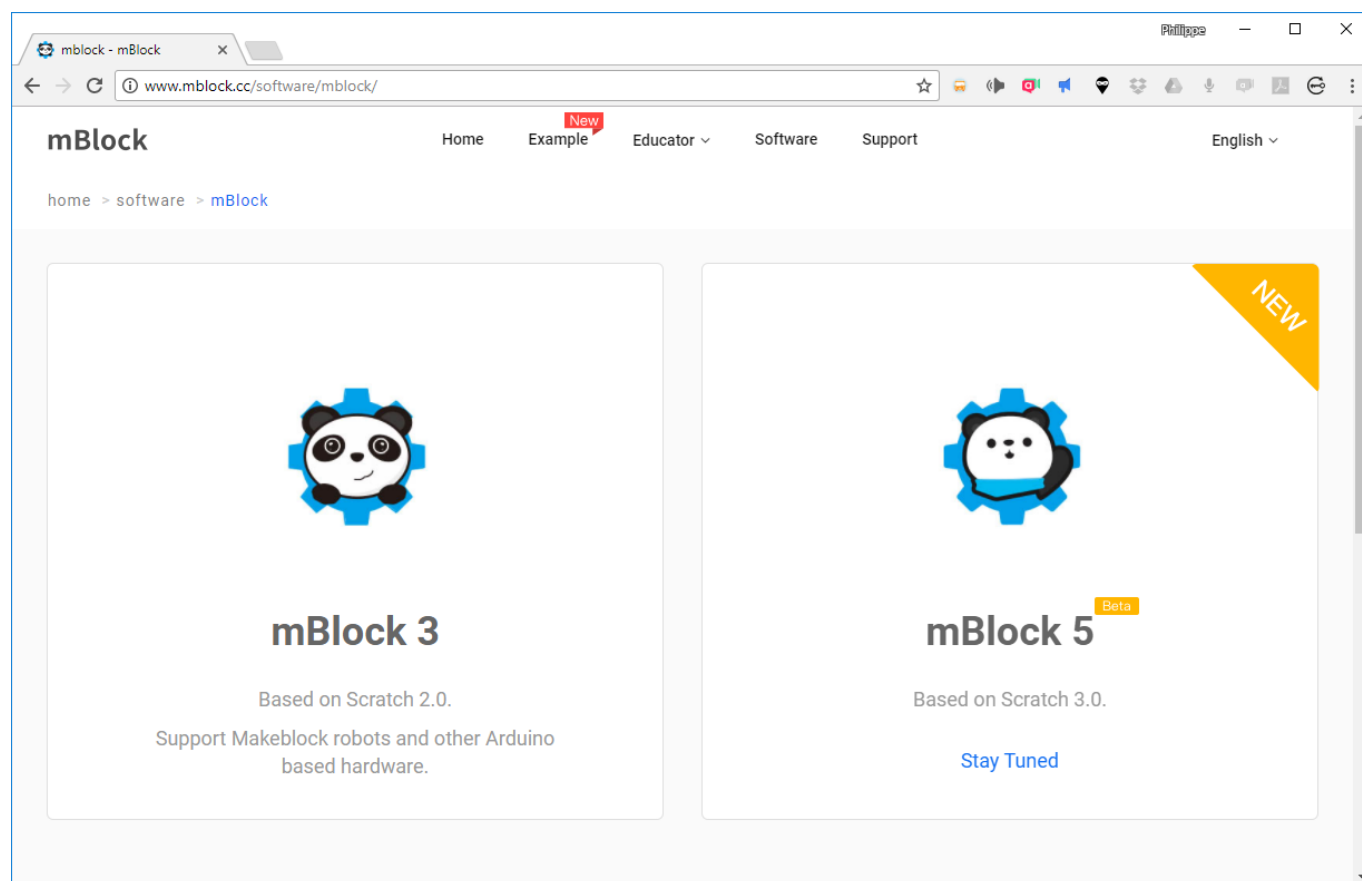 Philippe
mblock - mBlock
www.mblock.cc/software/mblock/
New
mBlock Home Example Educator Software Support English
home > software > mBlock
NEW
mBlock 3
Based on Scratch 2.0.
Support Makeblock robots and other Arduino
based hardware.
Beta
mBlock 5
Based on Scratch 3.0.
Stay Tuned